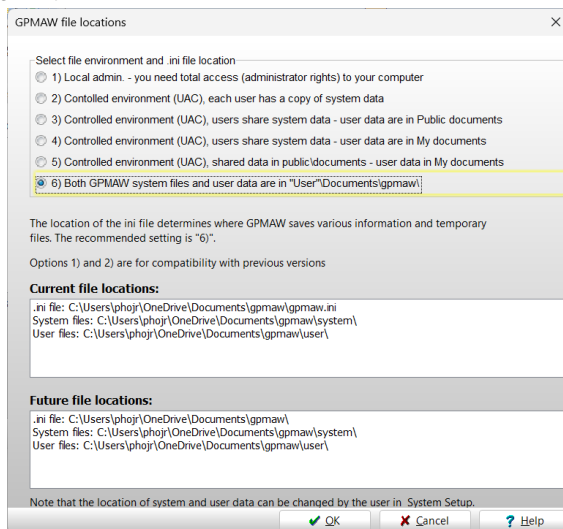 GPMAW file locations
Select file environment and .ini file location
1) Local admin. - you need total access (administrator rights) to your computer
2) Contolled environment (UAC), each user has a copy of system data
3) Controlled environment (UAC), users share system data - user data are in Public documents
4) Controlled environment (UAC), users share system data - user data are in My documents
5) Controlled environment (UAC), shared data in public\documents - user data in My documents
6) Both GPMAW system files and user data are in "User"\Documents\gpmaw\
The location of the ini file determines where GPMAW saves various information and temporary
files. The recommended setting is "6)".
Options 1) and 2) are for compatibility with previous versions
Current file locations:
.ini file: C:\Users\phojr\OneDrive\Documents\gpmaw\gpmaw.ini
System files: C:\Users\phojr\OneDrive\Documents\gpmaw\system\
User files: C:\Users\phojr\OneDrive\Documents\gpmaw\user\
Future file locations:
.ini file: C:\Users\phojr\OneDrive\Documents\gpmaw\
System files: C:\Users\phojr\OneDrive\Documents\gpmaw\system\
User files: C:\Users\phojr\OneDrive\Documents\gpmaw\user\
Note that the location of system and user data can be changed by the user in System Setup.
OK Cancel ? Help